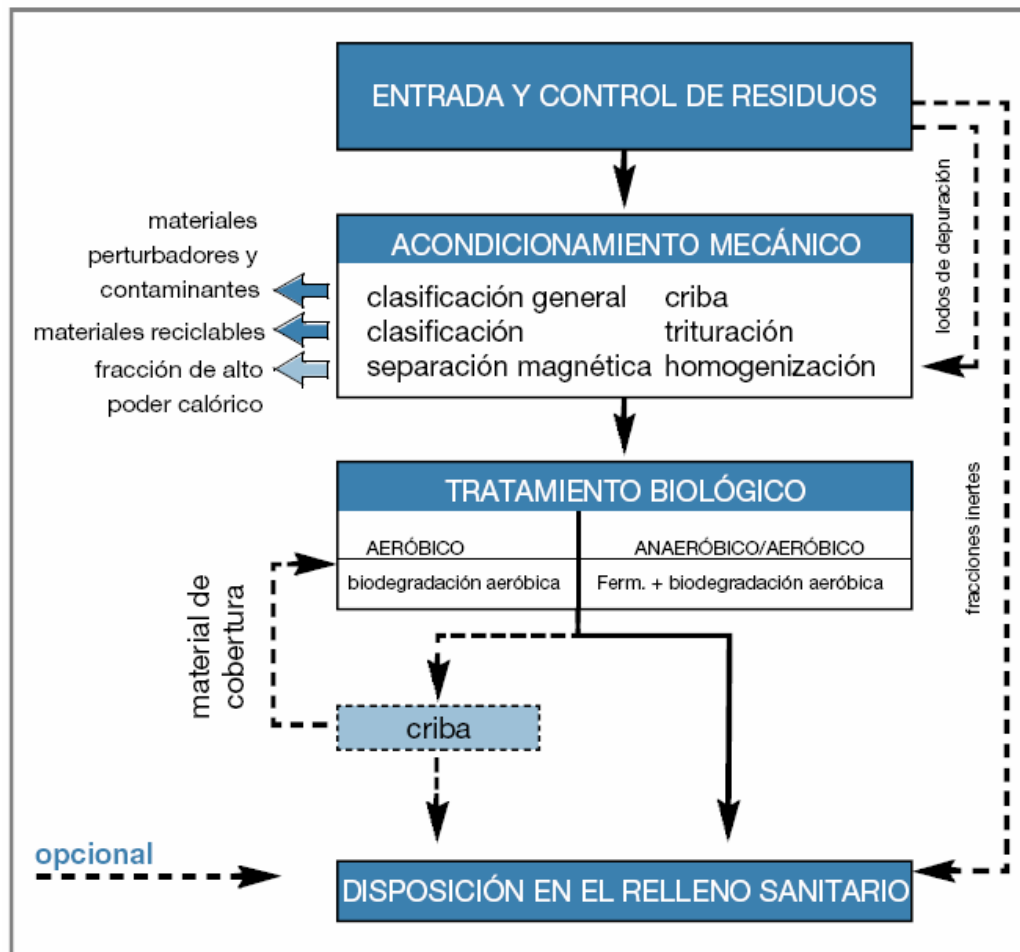 ENTRADA Y CONTROL DE RESIDUOS
lodos de depuración
materiales
perturbadores y
contaminantes
materiales reciclables
fracción de alto
poder calórico
ACONDICIONAMIENTO MECÁNICO
clasificación general criba
clasificación trituración
separación magnética homogenización
fracciones inertes
TRATAMIENTO BIOLÓGICO
AERÓBICO ANAERÓBICO/AERÓBICO
biodegradación aeróbica Ferm. + biodegradación aeróbica
material de
cobertura
criba
opcional
DISPOSICIÓN EN EL RELLENO SANITARIO